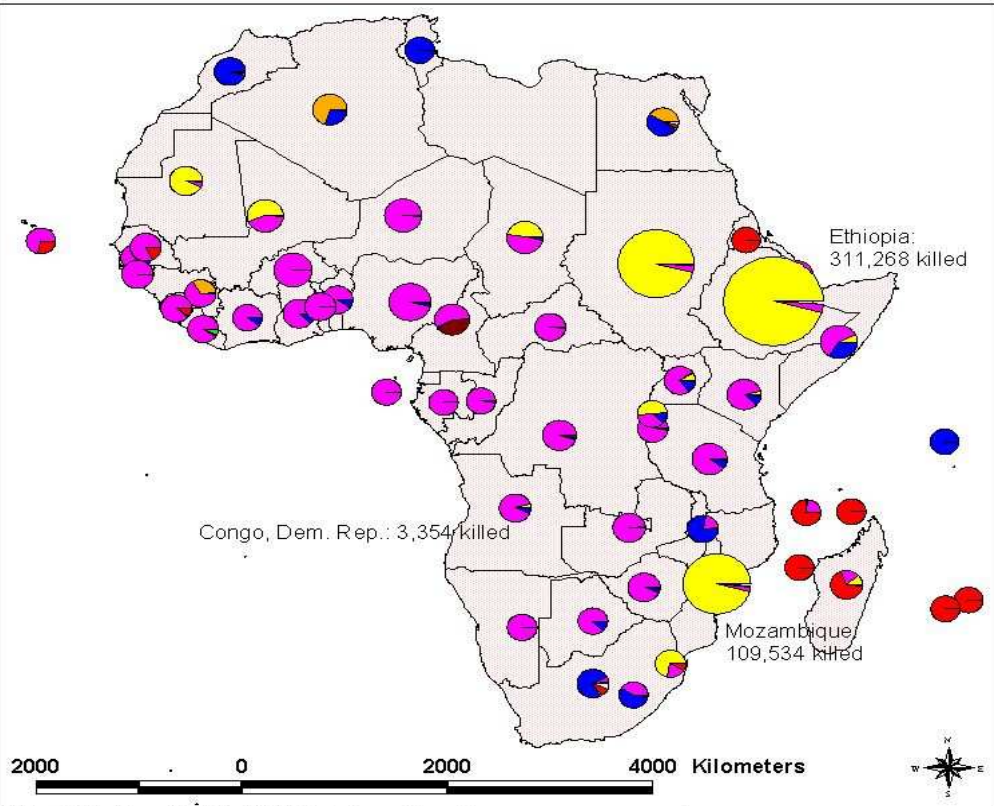 Ethiopia:
311,268 killed
Congo, Dem. Rep.: 3,354 killed
Mozambique:
109,534 killed
N
W E
S
2000 0 2000 4000 Kilometers